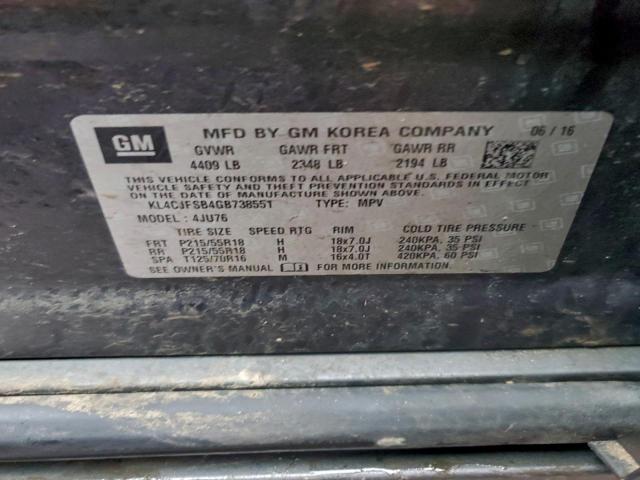 GM
MFD BY GM KOREA COMPANY 06 / 16
GVWR GAWR FRT GAWR RR
4409 LB 2348 LB 2194 LB
THIS VEHICLE CONFORMS TO ALL APPLICABLE U.S. FEDERAL MOTOR
VEHICLE SAFETY AND THEFT PREVENTION STANDARDS IN EFFECT
ON THE DATE OF MANUFACTURE SHOWN ABOVE.
KL4CJFSB4GB738551 TYPE: MPV
MODEL : 4JU76
TIRE SIZE SPEED RTG RIM COLD TIRE PRESSURE
FRT P215/55R18 H 18x7.0J 240KPA, 35 PSI
RR P215/55R18 H 18x7.0J 240KPA, 35 PSI
SPA T125/70R16 M 16x4.0T 420KPA, 60 PSI
SEE OWNER'S MANUAL FOR MORE INFORMATION.